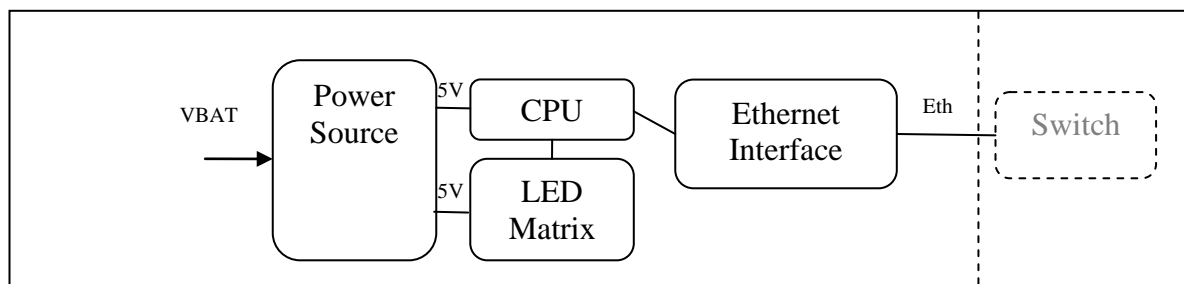 VBAT
Power
Source
5V
5V
CPU
LED
Matrix
Ethernet
Interface
Eth
Switch